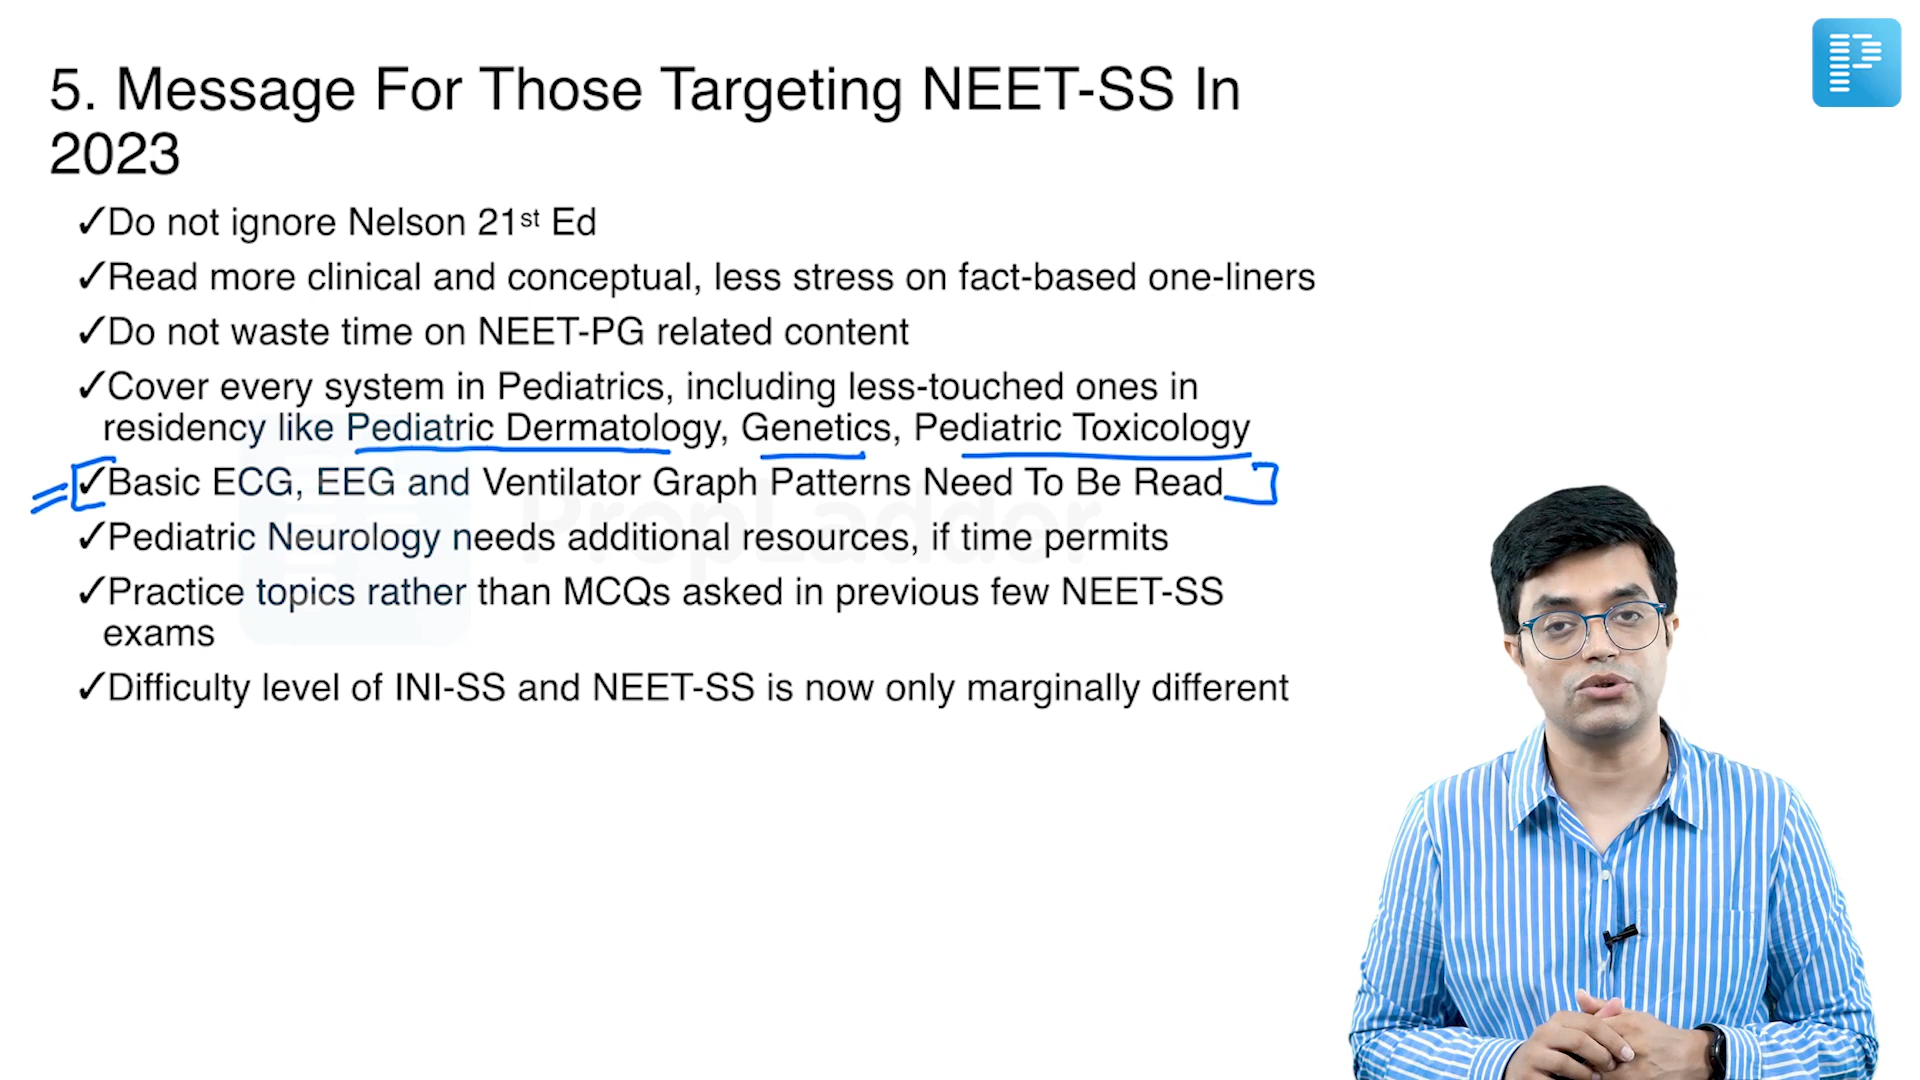 5. Message For Those Targeting NEET-SS In
2023
✓Do not ignore Nelson 21st Ed
✓Read more clinical and conceptual, less stress on fact-based one-liners
✓Do not waste time on NEET-PG related content
✓Cover every system in Pediatrics, including less-touched ones in
residency like Pediatric Dermatology, Genetics, Pediatric Toxicology
✓Basic ECG, EEG and Ventilator Graph Patterns Need To Be Read
✓Pediatric Neurology needs additional resources, if time permits
PrepLadder
✓Practice topics rather than MCQs asked in previous few NEET-SS
exams
✓Difficulty level of INI-SS and NEET-SS is now only marginally different